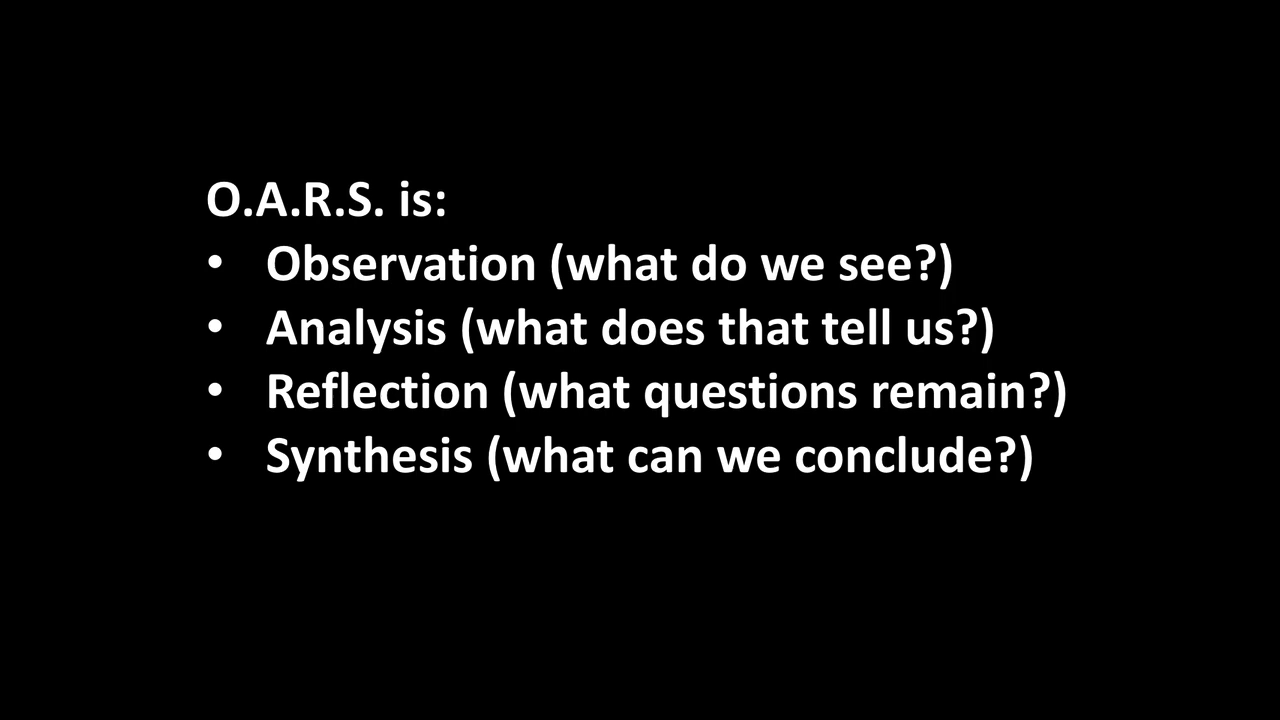 O.A.R.S. is:
• Observation (what do we see?)
• Analysis (what does that tell us?)
• Reflection (what questions remain?)
• Synthesis (what can we conclude?)